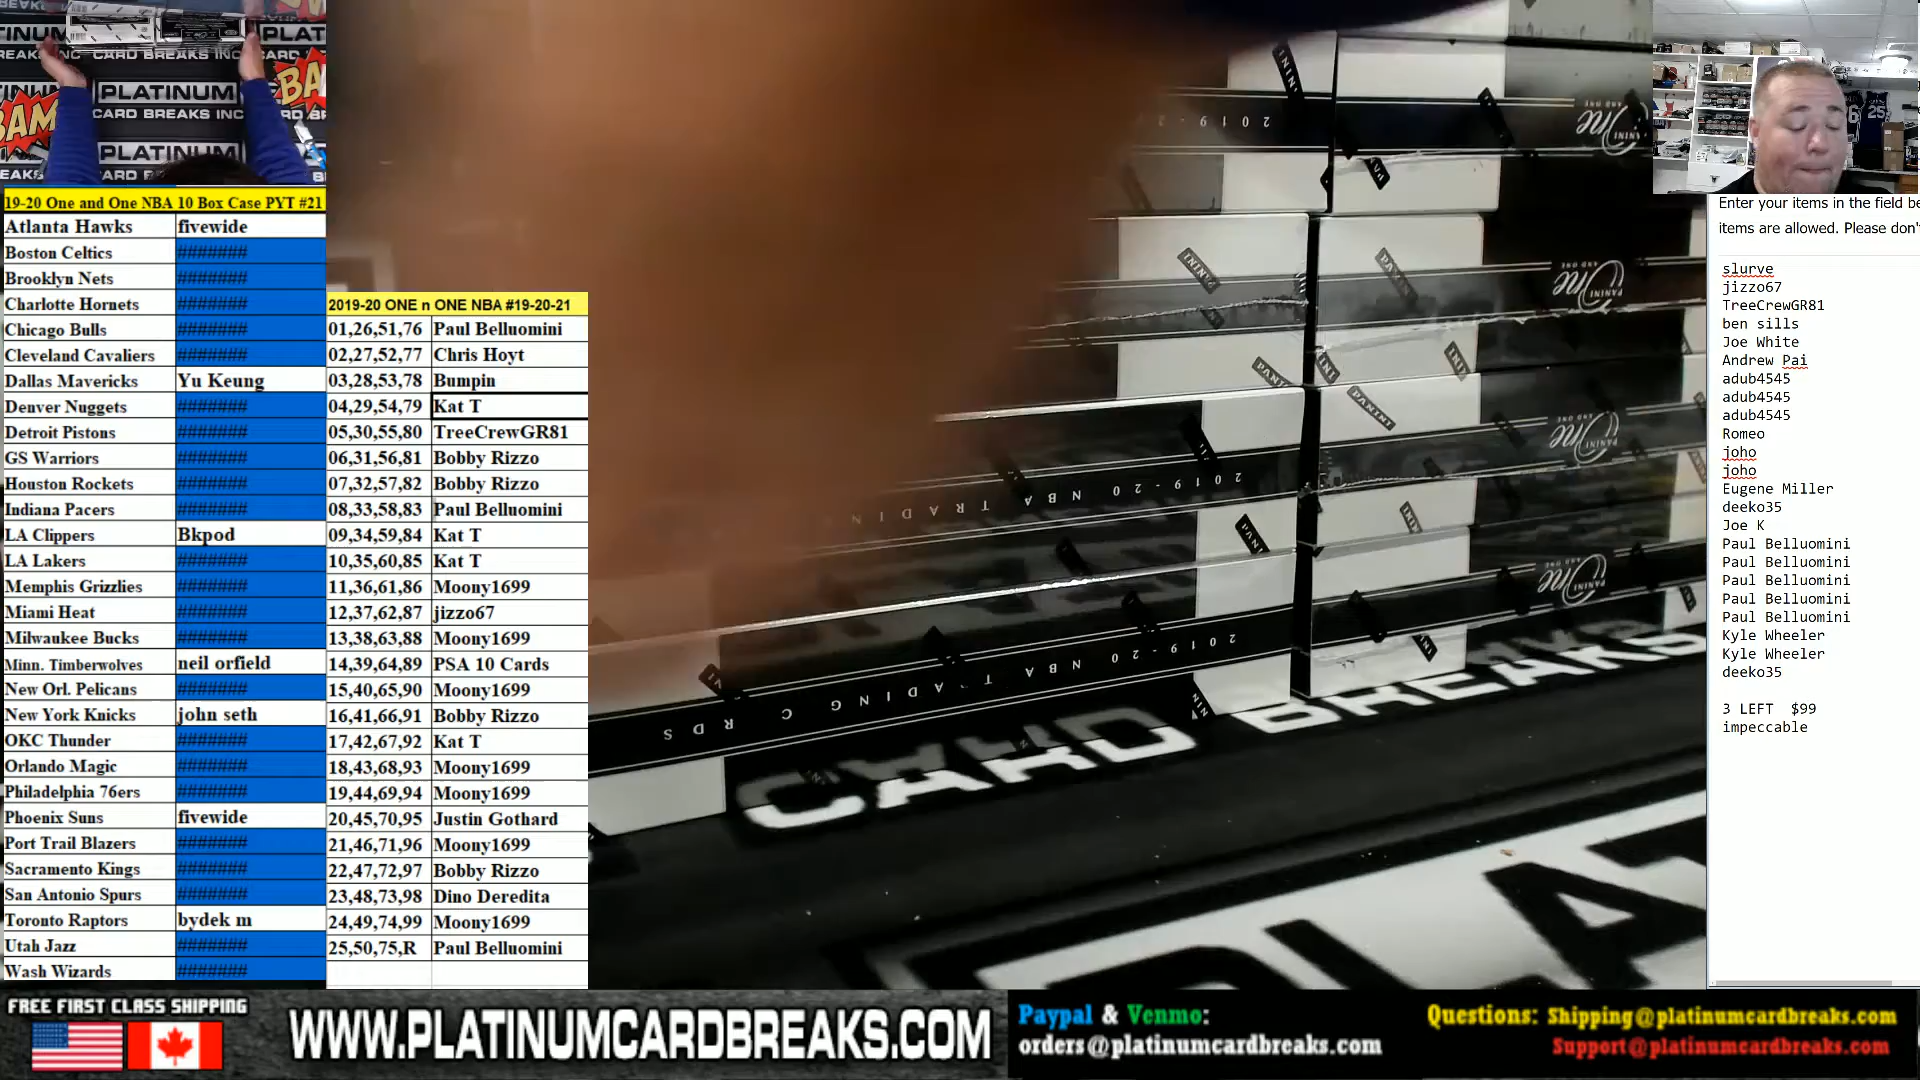 PLATINUM
CARD BREAKS INC
BAM
PLATINUM
CARD BREAKS INC
PLATINUM
19-20 One and One NBA 10 Box Case PYT #21
Atlanta Hawks fivewide
Boston Celtics #######
Brooklyn Nets #######
Charlotte Hornets #######
Chicago Bulls #######
Cleveland Cavaliers #######
Dallas Mavericks Yu Keung
Denver Nuggets #######
Detroit Pistons #######
GS Warriors #######
Houston Rockets #######
Indiana Pacers #######
LA Clippers Bkpod
LA Lakers #######
Memphis Grizzlies #######
Miami Heat #######
Milwaukee Bucks #######
Minn. Timberwolves neil orfield
New Orl. Pelicans #######
New York Knicks john seth
OKC Thunder #######
Orlando Magic #######
Philadelphia 76ers #######
Phoenix Suns fivewide
Port Trail Blazers #######
Sacramento Kings #######
San Antonio Spurs #######
Toronto Raptors bydek m
Utah Jazz #######
Wash Wizards #######
2019-20 ONE n ONE NBA #19-20-21
01,26,51,76 Paul Belluomini
02,27,52,77 Chris Hoyt
03,28,53,78 Bumpin
04,29,54,79 Kat T
05,30,55,80 TreeCrewGR81
06,31,56,81 Bobby Rizzo
07,32,57,82 Bobby Rizzo
08,33,58,83 Paul Belluomini
09,34,59,84 Kat T
10,35,60,85 Kat T
11,36,61,86 Moony1699
12,37,62,87 jizzo67
13,38,63,88 Moony1699
14,39,64,89 PSA 10 Cards
15,40,65,90 Moony1699
16,41,66,91 Bobby Rizzo
17,42,67,92 Kat T
18,43,68,93 Moony1699
19,44,69,94 Moony1699
20,45,70,95 Justin Gothard
21,46,71,96 Moony1699
22,47,72,97 Bobby Rizzo
23,48,73,98 Dino Deredita
24,49,74,99 Moony1699
25,50,75,R Paul Belluomini
PANINI One
2019-20 NBA TRADIN
2019-20 NBA TRADING CARDS
CARD BREAKS
PLAT
Enter your items in the field be
items are allowed. Please don'
slurve
jizzo67
TreeCrewGR81
ben sills
Joe White
Andrew Pai
adub4545
adub4545
adub4545
Romeo
joho
joho
Eugene Miller
deeko35
Joe K
Paul Belluomini
Paul Belluomini
Paul Belluomini
Paul Belluomini
Paul Belluomini
Kyle Wheeler
Kyle Wheeler
deeko35
3 LEFT $99
impeccable
FREE FIRST CLASS SHIPPING
WWW.PLATINUMCARDBREAKS.COM
Paypal & Venmo:
orders@platinumcardbreaks.com
Questions: Shipping@platinumcardbreaks.com
Support@platinumcardbreaks.com